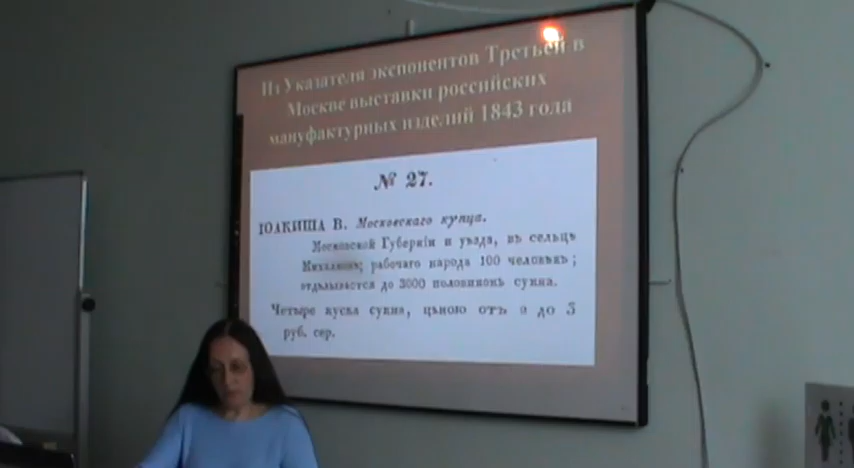 Из Указателя экспонентов Третьей в
Москве выставки российских
мануфактурных изделий 1843 года
№ 27.
ІОАКИША В. Московскаго купца.
Московской Губерніи и уѣзда, въ сельцѣ
рабочаго народа 100 человѣкъ;
отдѣлывается до 3000 половинокъ сукна.
Четыре куска сукна, цѣною отъ 2 до 3
руб. сер.